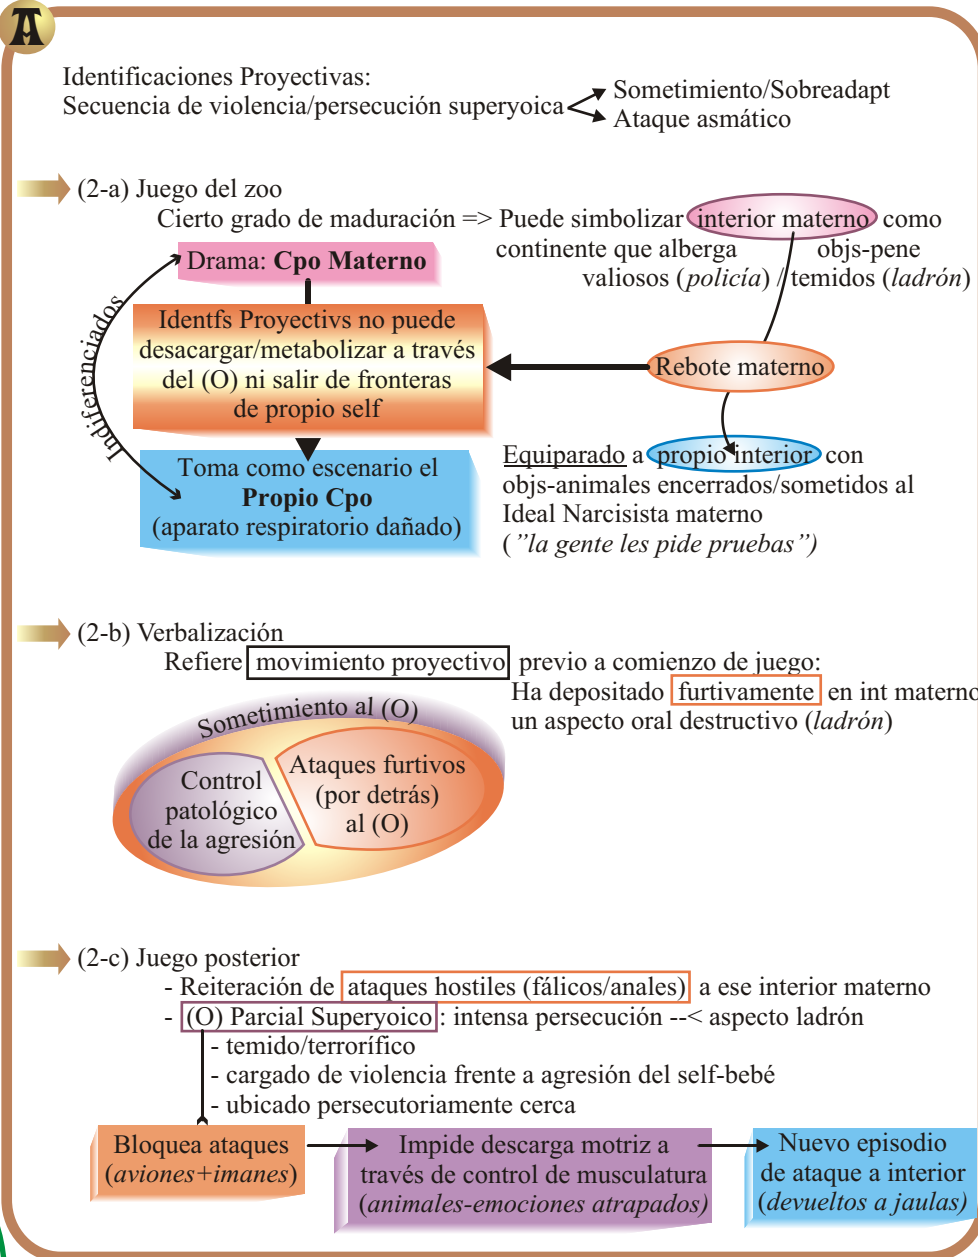 A
Identificaciones Proyectivas:
Secuencia de violencia/persecución superyoica
Sometimiento/Sobreadapt
Ataque asmático
(2-a) Juego del zoo
Cierto grado de maduración => Puede simbolizar interior materno como
continente que alberga objs-pene
valiosos (policía) / temidos (ladrón)
Drama: Cpo Materno
Indiferenciados
Identfs Proyectivs no puede
desacargar/metabolizar a través
del (O) ni salir de fronteras
de propio self
Rebote materno
Toma como escenario el
Propio Cpo
(aparato respiratorio dañado)
Equiparado a propio interior con
objs-animales encerrados/sometidos al
Ideal Narcisista materno
(”la gente les pide pruebas”)
(2-b) Verbalización
Refiere movimiento proyectivo previo a comienzo de juego:
Ha depositado furtivamente en int materno
un aspecto oral destructivo (ladrón)
Sometimiento al (O)
Control
patológico
de la agresión
Ataques furtivos
(por detrás)
al (O)
(2-c) Juego posterior
- Reiteración de ataques hostiles (fálicos/anales) a ese interior materno
- (O) Parcial Superyoico : intensa persecución --< aspecto ladrón
- temido/terrorífico
- cargado de violencia frente a agresión del self-bebé
- ubicado persecutoriamente cerca
Bloquea ataques
(aviones+imanes)
Impide descarga motriz a
través de control de musculatura
(animales-emociones atrapados)
Nuevo episodio
de ataque a interior
(devueltos a jaulas)